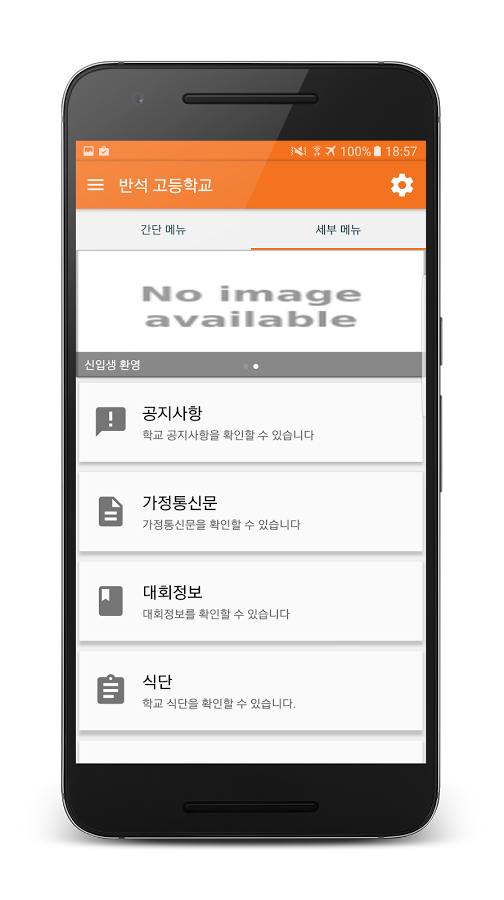 100% 18:57
반석 고등학교
간단 메뉴 세부 메뉴
No image
available
신입생 환영
공지사항
학교 공지사항을 확인할 수 있습니다
가정통신문
가정통신문을 확인할 수 있습니다
대회정보
대회정보를 확인할 수 있습니다
식단
학교 식단을 확인할 수 있습니다.